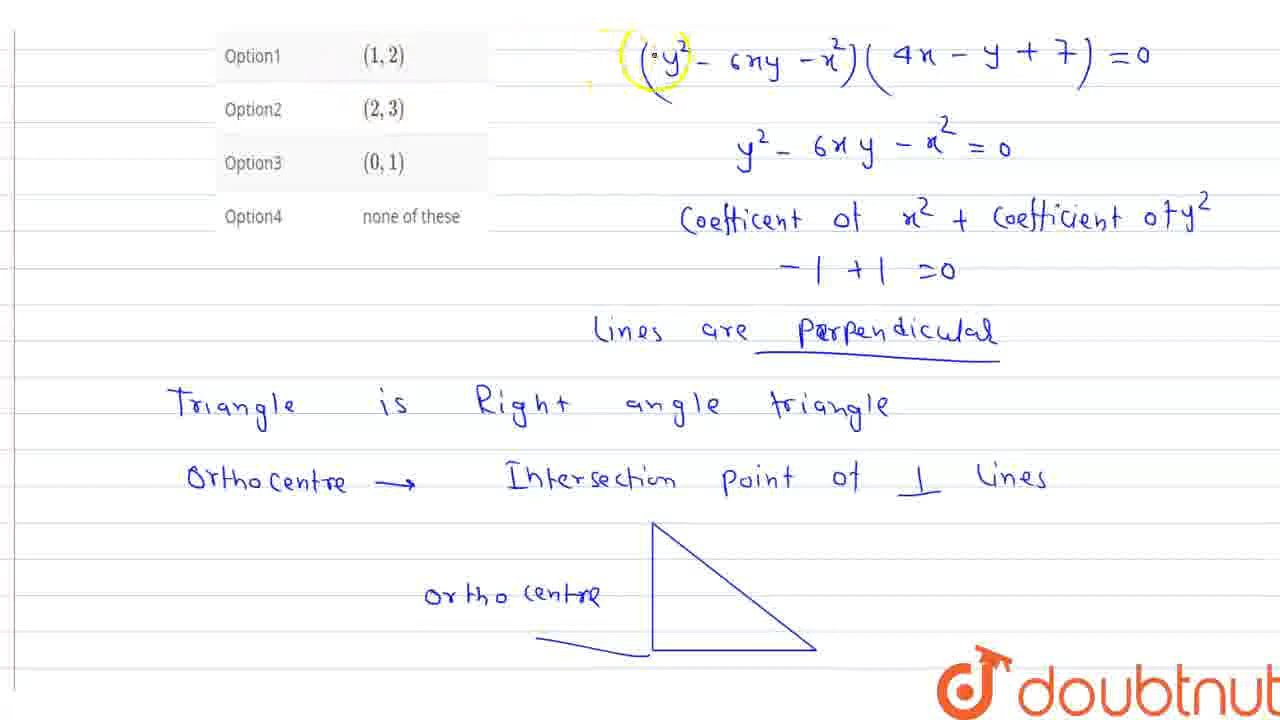 Option1 (1, 2)
Option2 (2, 3)
Option3 (0, 1)
Option4 none of these
(y² - 6xy - x²)(4x - y + 7) = 0
y² - 6xy - x² = 0
Coefficent of x² + Coefficient of y²
-1 + 1 = 0
lines are Perpendicular
Triangle is Right angle triangle
Orthocentre → Intersection point of ⊥ lines
Orthocentre
doubtnut